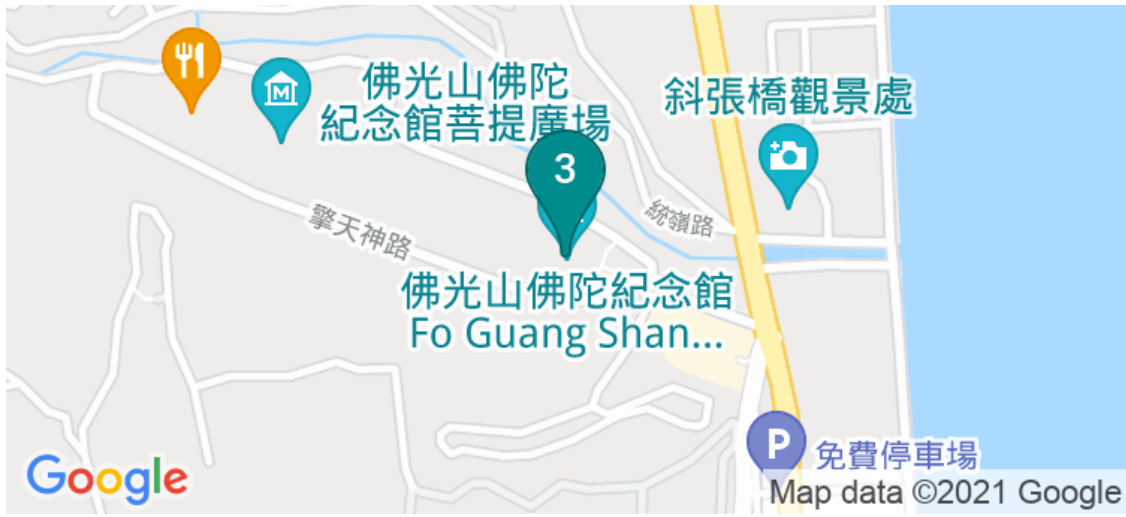 佛光山佛陀
紀念館菩提廣場
斜張橋觀景處
3
統嶺路
擎天神路
佛光山佛陀紀念館
Fo Guang Shan...
P
免費停車場
Google
Map data ©2021 Google